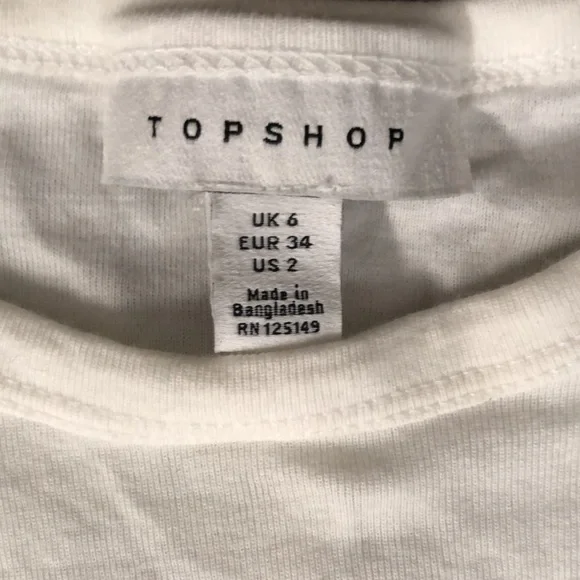 TOPSHOP
UK 6
EUR 34
US 2
Made in
Bangladesh
RN 125149